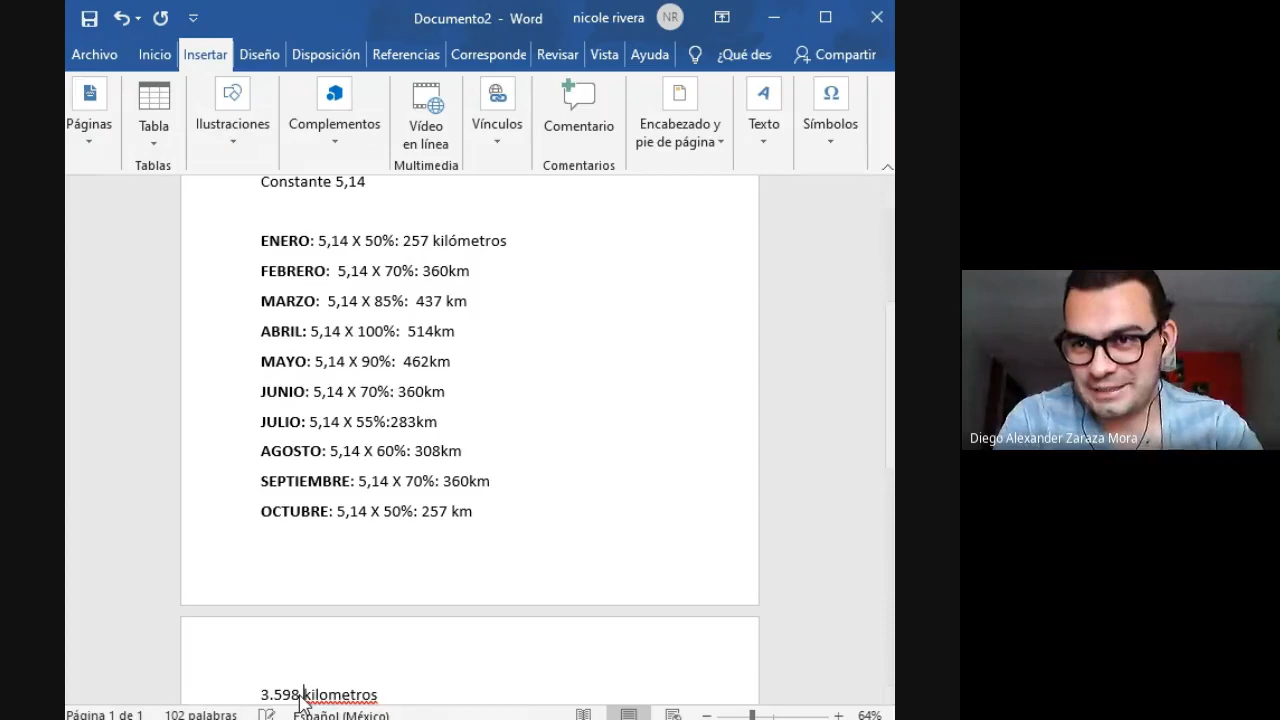 Documento2 - Word
nicole rivera
NR
Archivo Inicio Insertar Diseño Disposición Referencias Corresponde Revisar Vista Ayuda ¿Qué des Compartir
Páginas
Tabla
Ilustraciones
Complementos
Vídeo
en línea
Vínculos
Comentario
Encabezado y
pie de página
Texto
Símbolos
Tablas
Multimedia
Comentarios
Constante 5,14
ENERO: 5,14 X 50%: 257 kilómetros
FEBRERO: 5,14 X 70%: 360km
MARZO: 5,14 X 85%: 437 km
ABRIL: 5,14 X 100%: 514km
MAYO: 5,14 X 90%: 462km
JUNIO: 5,14 X 70%: 360km
JULIO: 5,14 X 55%:283km
AGOSTO: 5,14 X 60%: 308km
SEPTIEMBRE: 5,14 X 70%: 360km
OCTUBRE: 5,14 X 50%: 257 km
3.598 kilometros
Página 1 de 1 102 palabras Español (México) 64%
Diego Alexander Zaraza Mora